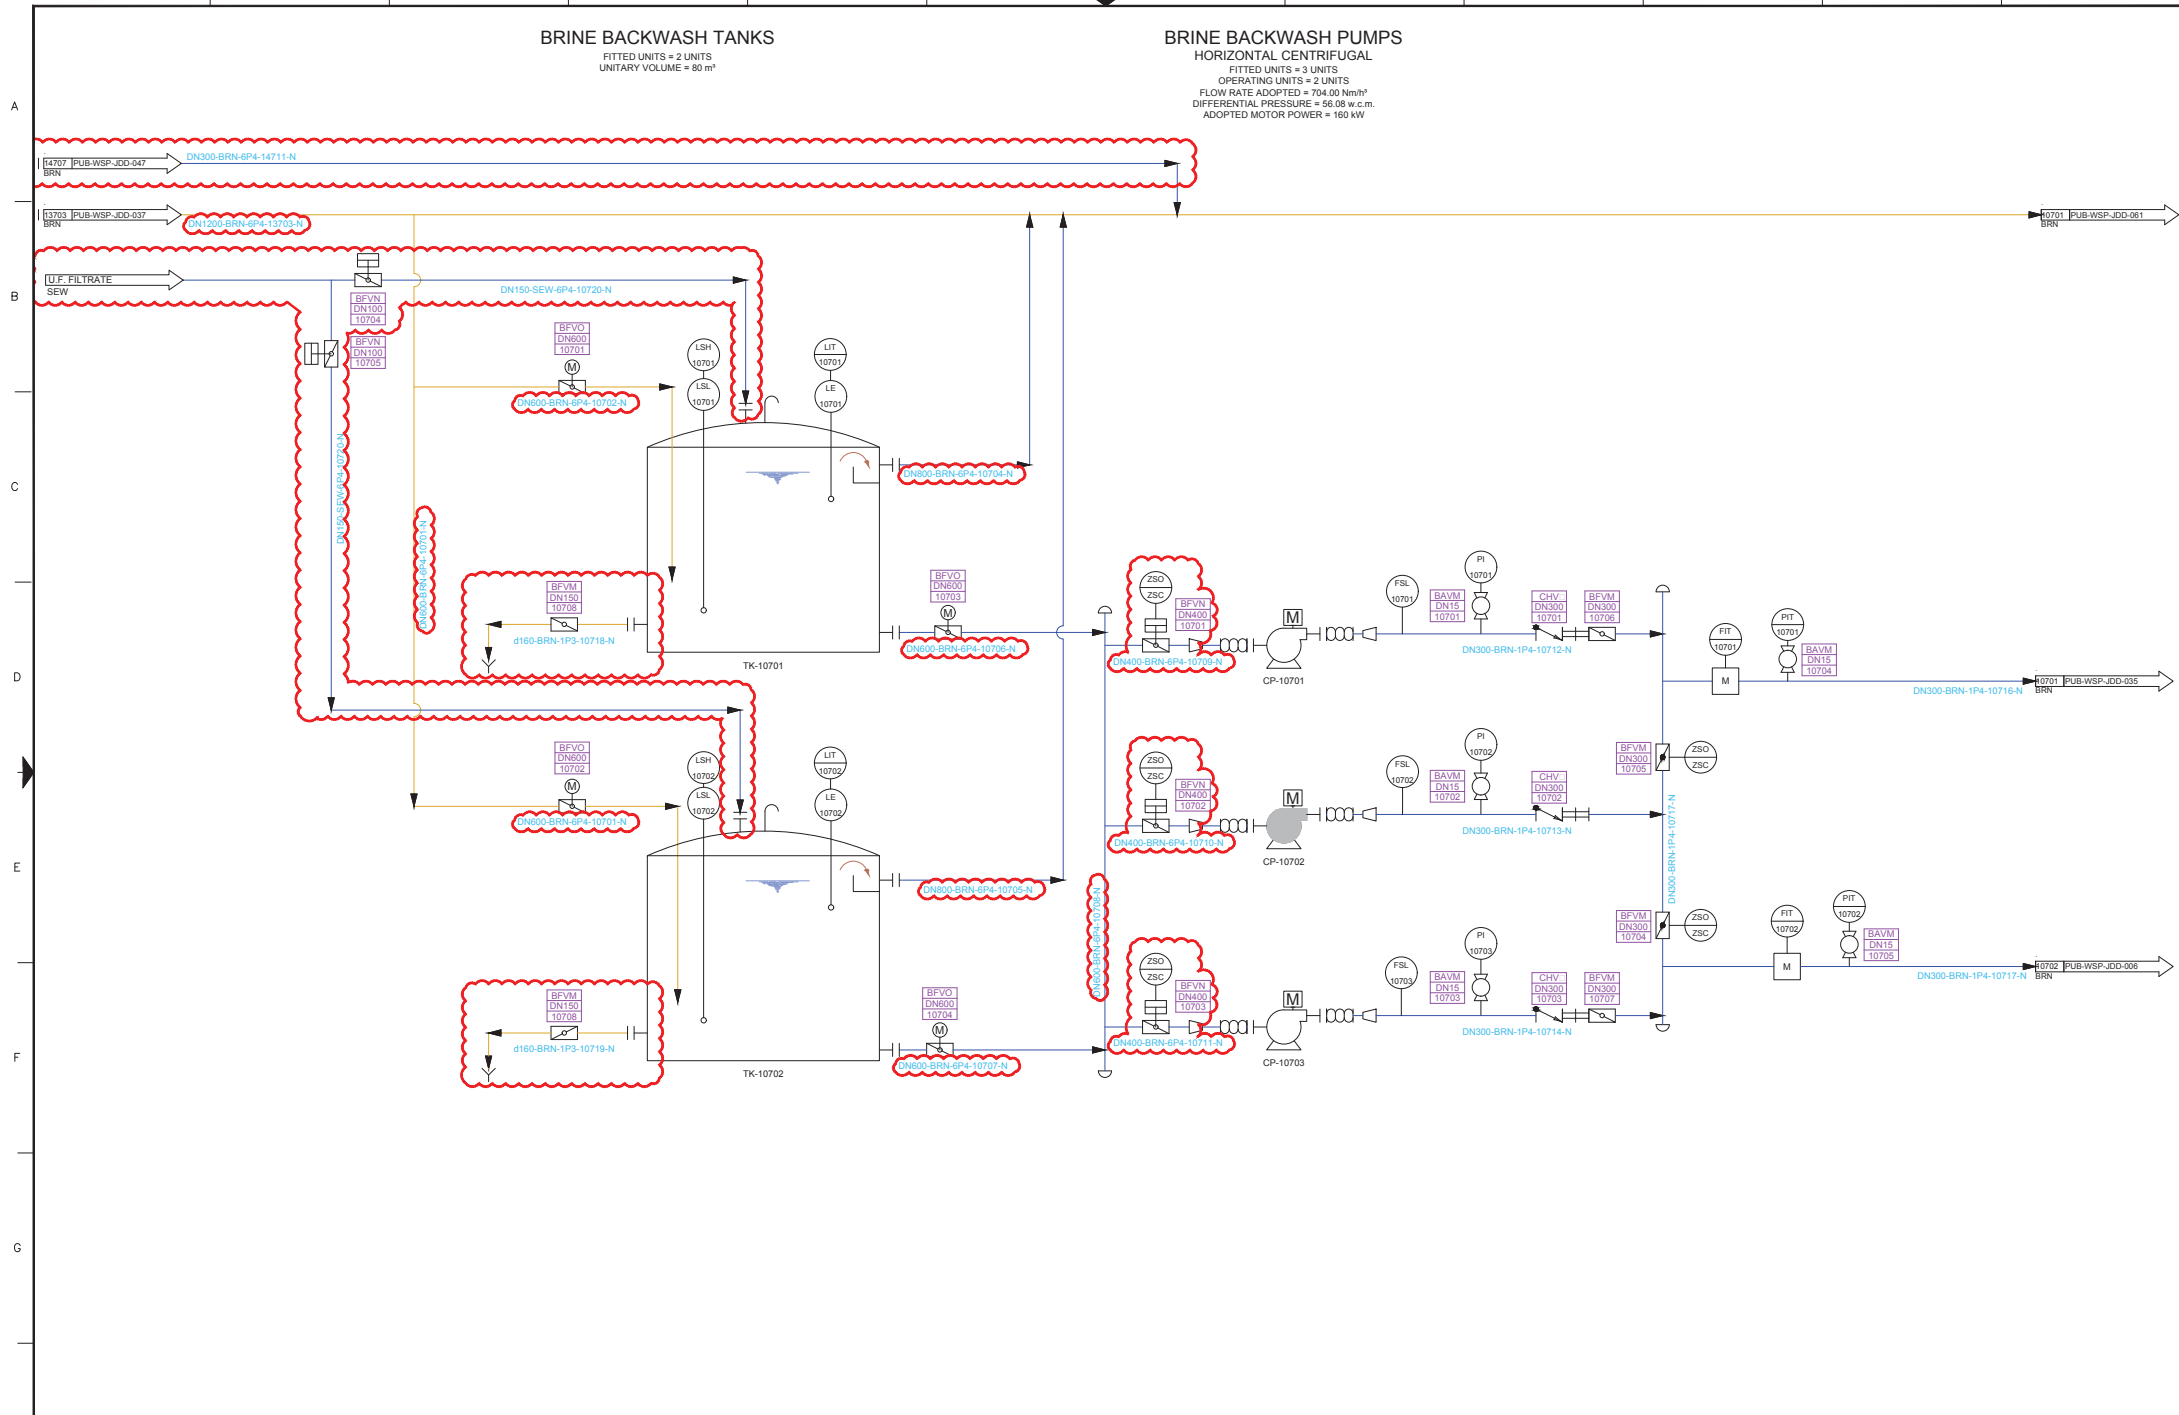 BRINE BACKWASH TANKS
FITTED UNITS = 2 UNITS
UNITARY VOLUME = 80 m³
BRINE BACKWASH PUMPS
HORIZONTAL CENTRIFUGAL
FITTED UNITS = 3 UNITS
OPERATING UNITS = 2 UNITS
FLOW RATE ADOPTED = 704.00 Nm/h³
DIFFERENTIAL PRESSURE = 56.08 w.c.m.
ADOPTED MOTOR POWER = 160 kW
A
14707 PUB-WSP-JDD-047
BRN
DN300-BRN-6P4-14711-N
13703 PUB-WSP-JDD-037
BRN
DN1200-BRN-6P4-13703-N
10701 PUB-WSP-JDD-061
BRN
B
U.F. FILTRATE
SEW
BFVN
DN100
10704
DN150-SEW-6P4-10720-N
BFVN
DN100
10705
BFVO
DN600
10701
M
DN600-BRN-6P4-10702-N
LSH
10701
LSL
10701
LIT
10701
LE
10701
C
DN150-SEW-6P4-10720-N
DN600-BRN-6P4-10701-N
DN800-BRN-6P4-10704-N
BFVM
DN150
10708
d160-BRN-1P3-10718-N
TK-10701
BFVO
DN600
10703
M
DN600-BRN-6P4-10706-N
ZSO
ZSC
BFVN
DN400
10701
DN400-BRN-6P4-10709-N
M
CP-10701
FSL
10701
PI
10701
BAVM
DN15
10701
CHV
DN300
10701
BFVM
DN300
10706
DN300-BRN-1P4-10712-N
D
FIT
10701
M
PIT
10701
BAVM
DN15
10704
DN300-BRN-1P4-10716-N
10701 PUB-WSP-JDD-035
BRN
BFVO
DN600
10702
M
DN600-BRN-6P4-10701-N
LSH
10702
LSL
10702
LIT
10702
LE
10702
ZSO
ZSC
BFVN
DN400
10702
DN400-BRN-6P4-10710-N
M
CP-10702
FSL
10702
PI
10702
BAVM
DN15
10702
CHV
DN300
10702
DN300-BRN-1P4-10713-N
BFVM
DN300
10705
ZSO
ZSC
DN300-BRN-1P4-10717-N
E
DN800-BRN-6P4-10705-N
DN600-BRN-6P4-10708-N
BFVM
DN300
10704
ZSO
ZSC
FIT
10702
M
PIT
10702
BAVM
DN15
10705
DN300-BRN-1P4-10717-N
10702 PUB-WSP-JDD-006
BRN
BFVM
DN150
10708
d160-BRN-1P3-10719-N
TK-10702
BFVO
DN600
10704
M
DN600-BRN-6P4-10707-N
ZSO
ZSC
BFVN
DN400
10703
DN400-BRN-6P4-10711-N
M
CP-10703
FSL
10703
PI
10703
BAVM
DN15
10703
CHV
DN300
10703
BFVM
DN300
10707
DN300-BRN-1P4-10714-N
F
G